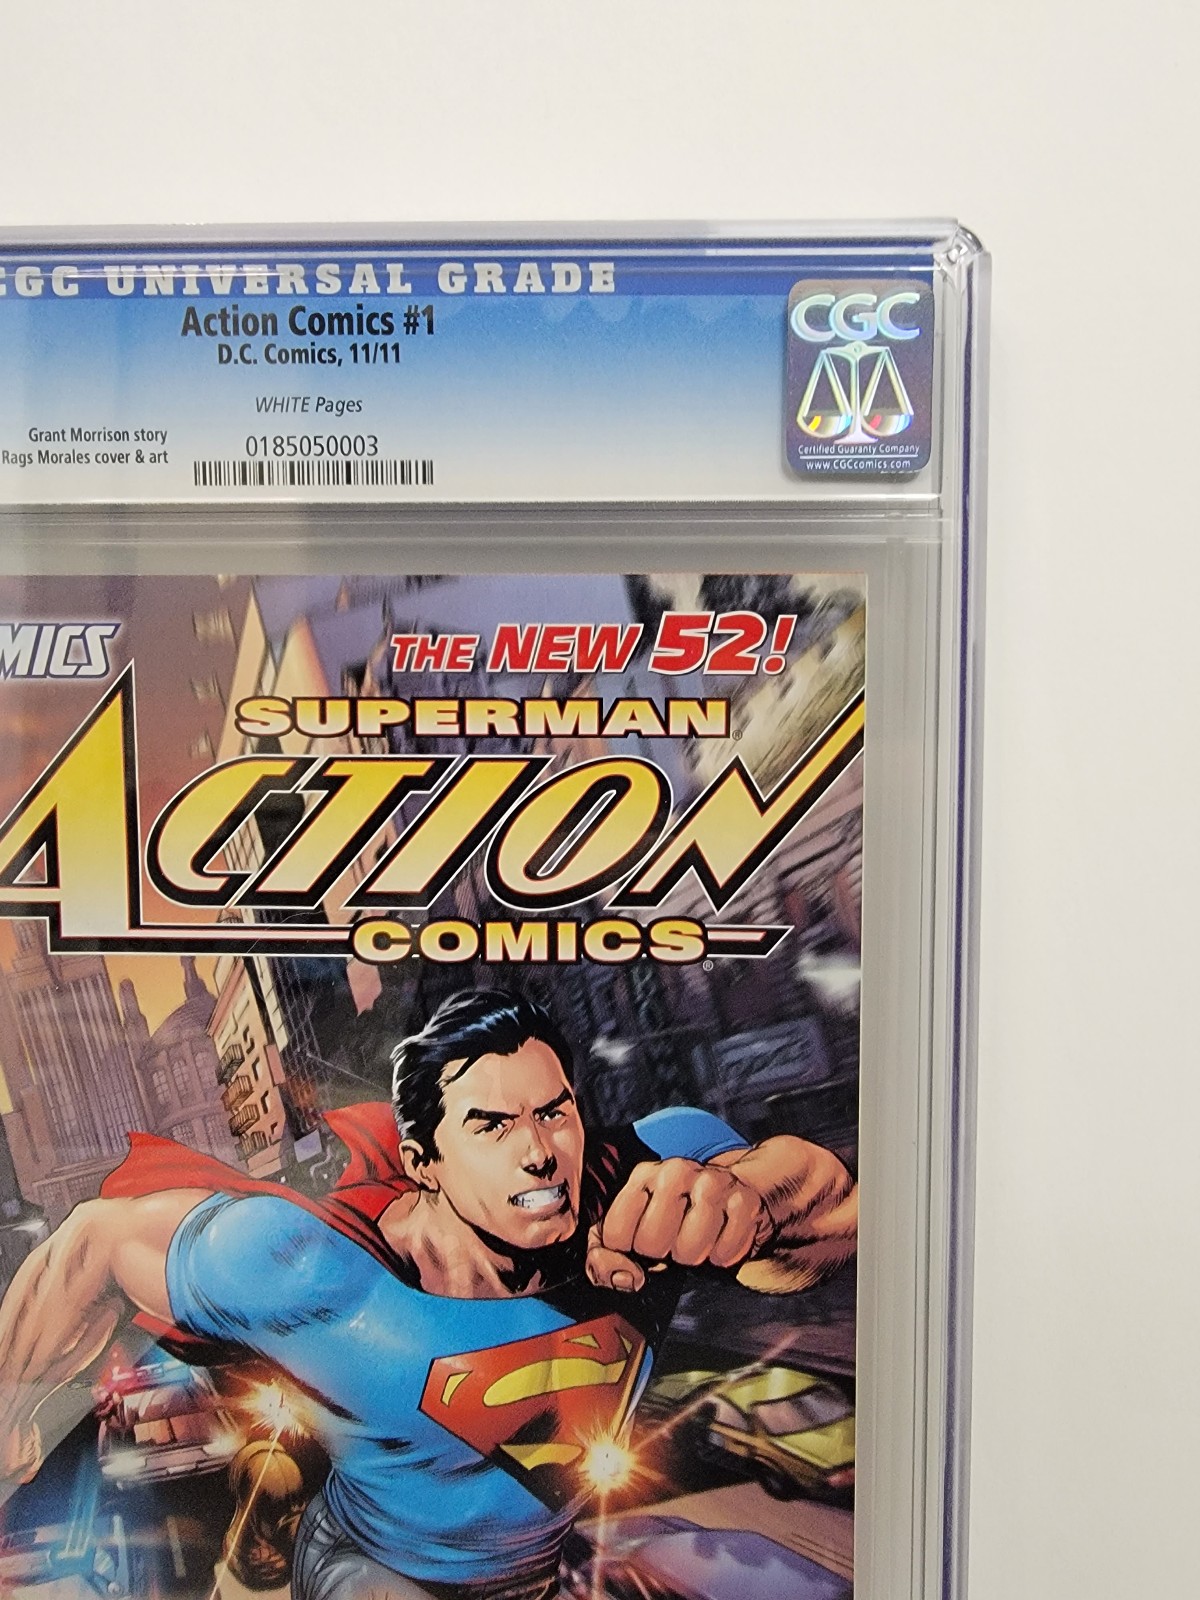 CGC UNIVERSAL GRADE
Action Comics #1
D.C. Comics, 11/11
WHITE Pages
Grant Morrison story
Rags Morales cover & art
0185050003
CGC
Certified Guaranty Company
www.CGCcomics.com
MICS
THE NEW 52!
SUPERMAN®
ACTION
COMICS®